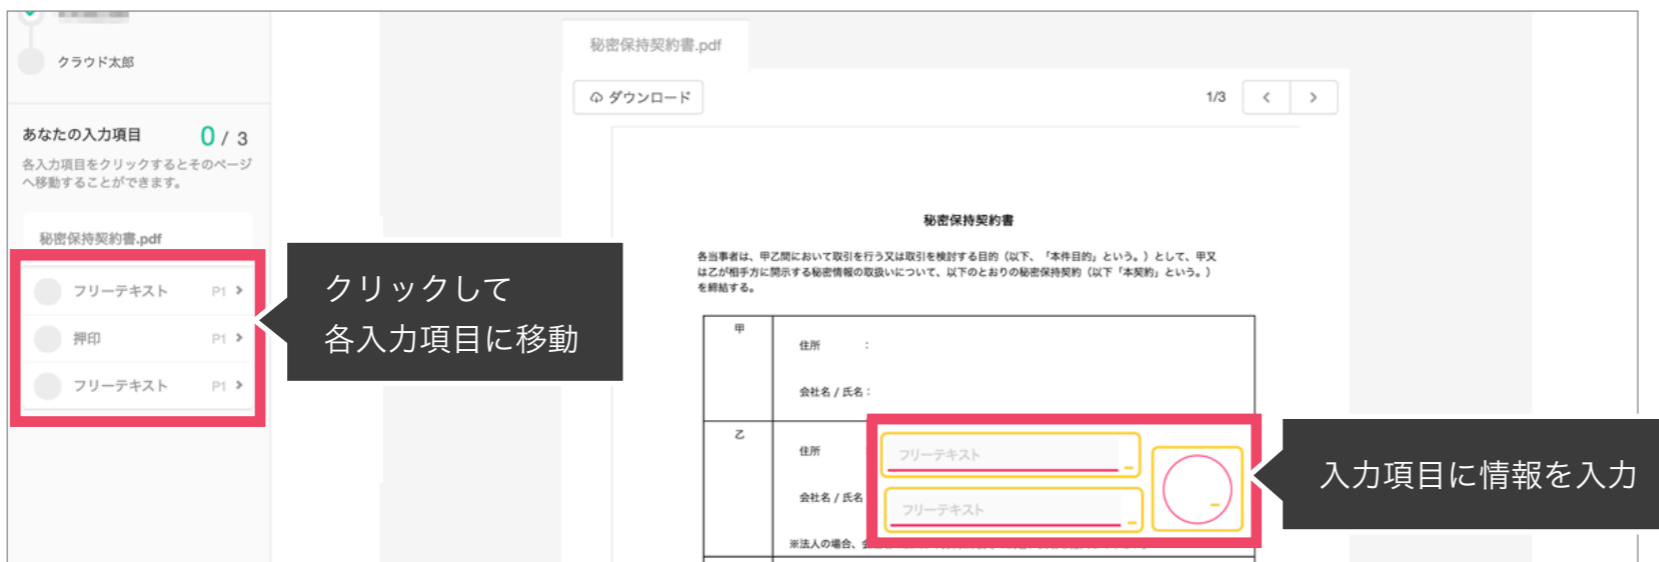 クラウド太郎
あなたの入力項目 0 / 3
各入力項目をクリックするとそのページ
へ移動することができます。
秘密保持契約書.pdf
フリーテキスト P1
押印 P1
フリーテキスト P1
クリックして
各入力項目に移動
秘密保持契約書.pdf
ダウンロード
1/3
秘密保持契約書
各当事者は、甲乙間において取引を行う又は取引を検討する目的（以下、「本件目的」という。）として、甲又
は乙が相手方に開示する秘密情報の取扱いについて、以下のとおりの秘密保持契約（以下「本契約」という。）
を締結する。
甲
住所 ：
会社名 / 氏名：
乙
住所 ：
フリーテキスト
会社名 / 氏名
フリーテキスト
※法人の場合、
入力項目に情報を入力